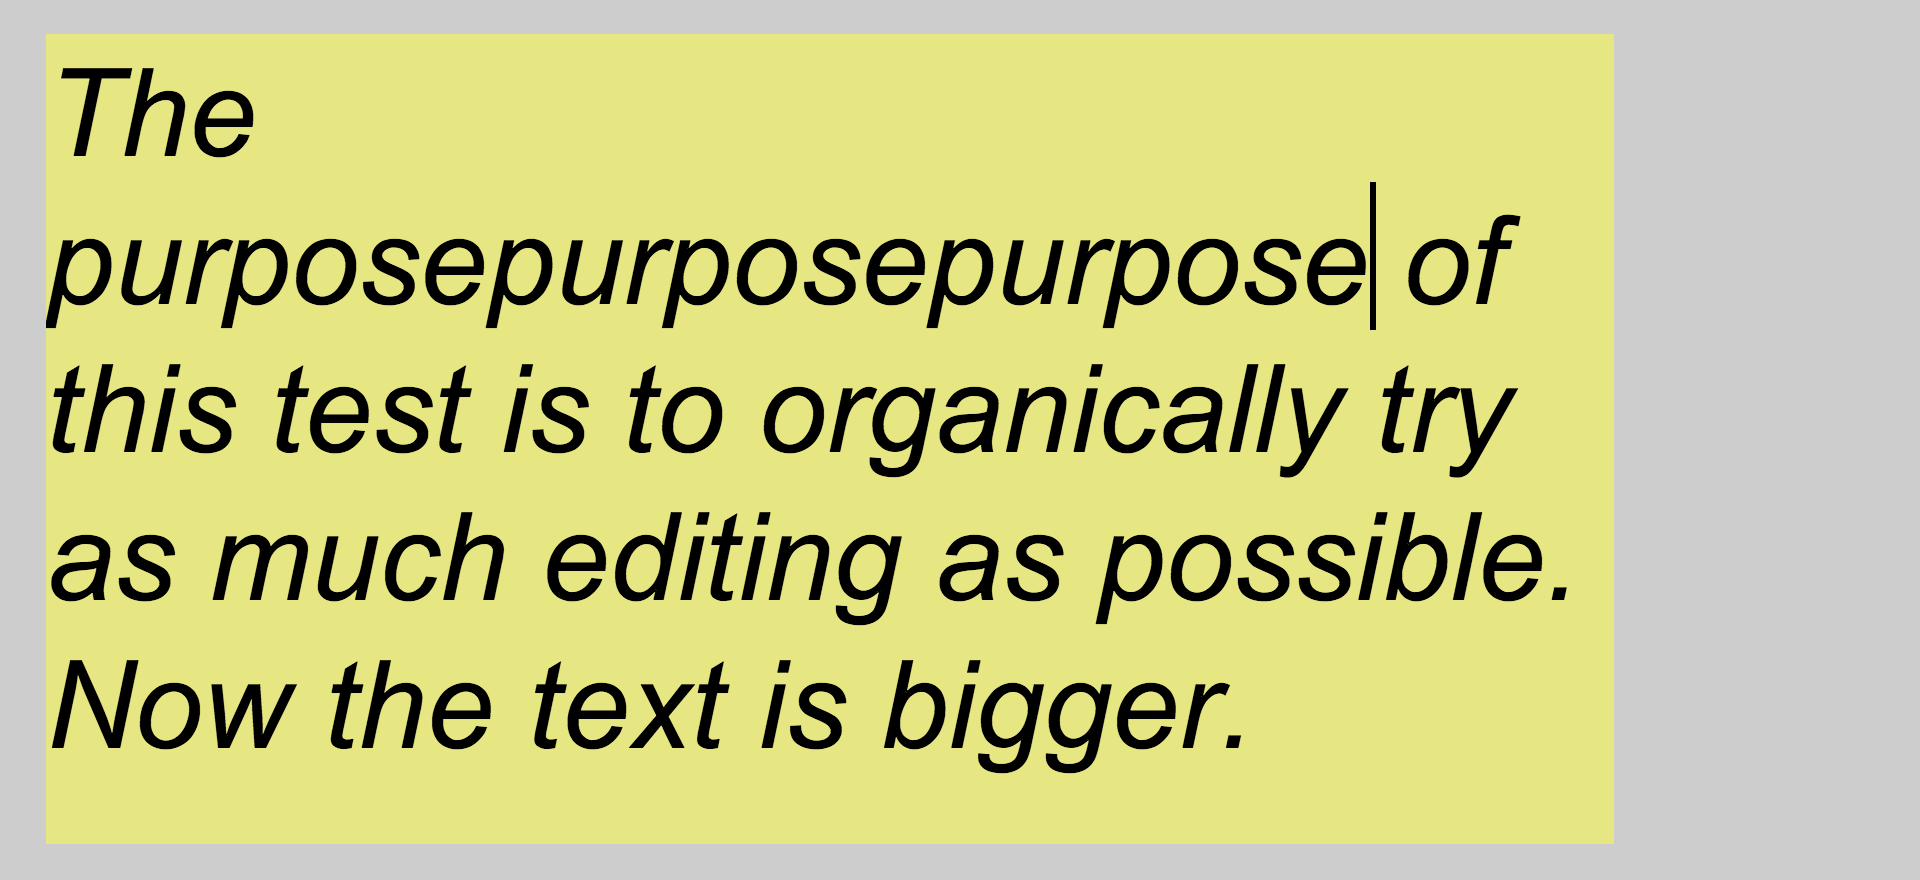 The
purposepurposepurpose of
this test is to organically try
as much editing as possible.
Now the text is bigger.